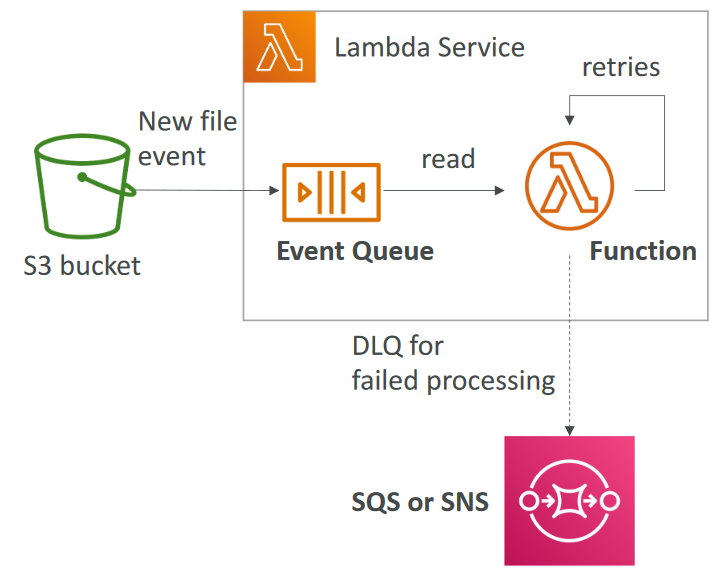 Lambda Service
retries
New file
event
read
S3 bucket
Event Queue
Function
DLQ for
failed processing
SQS or SNS